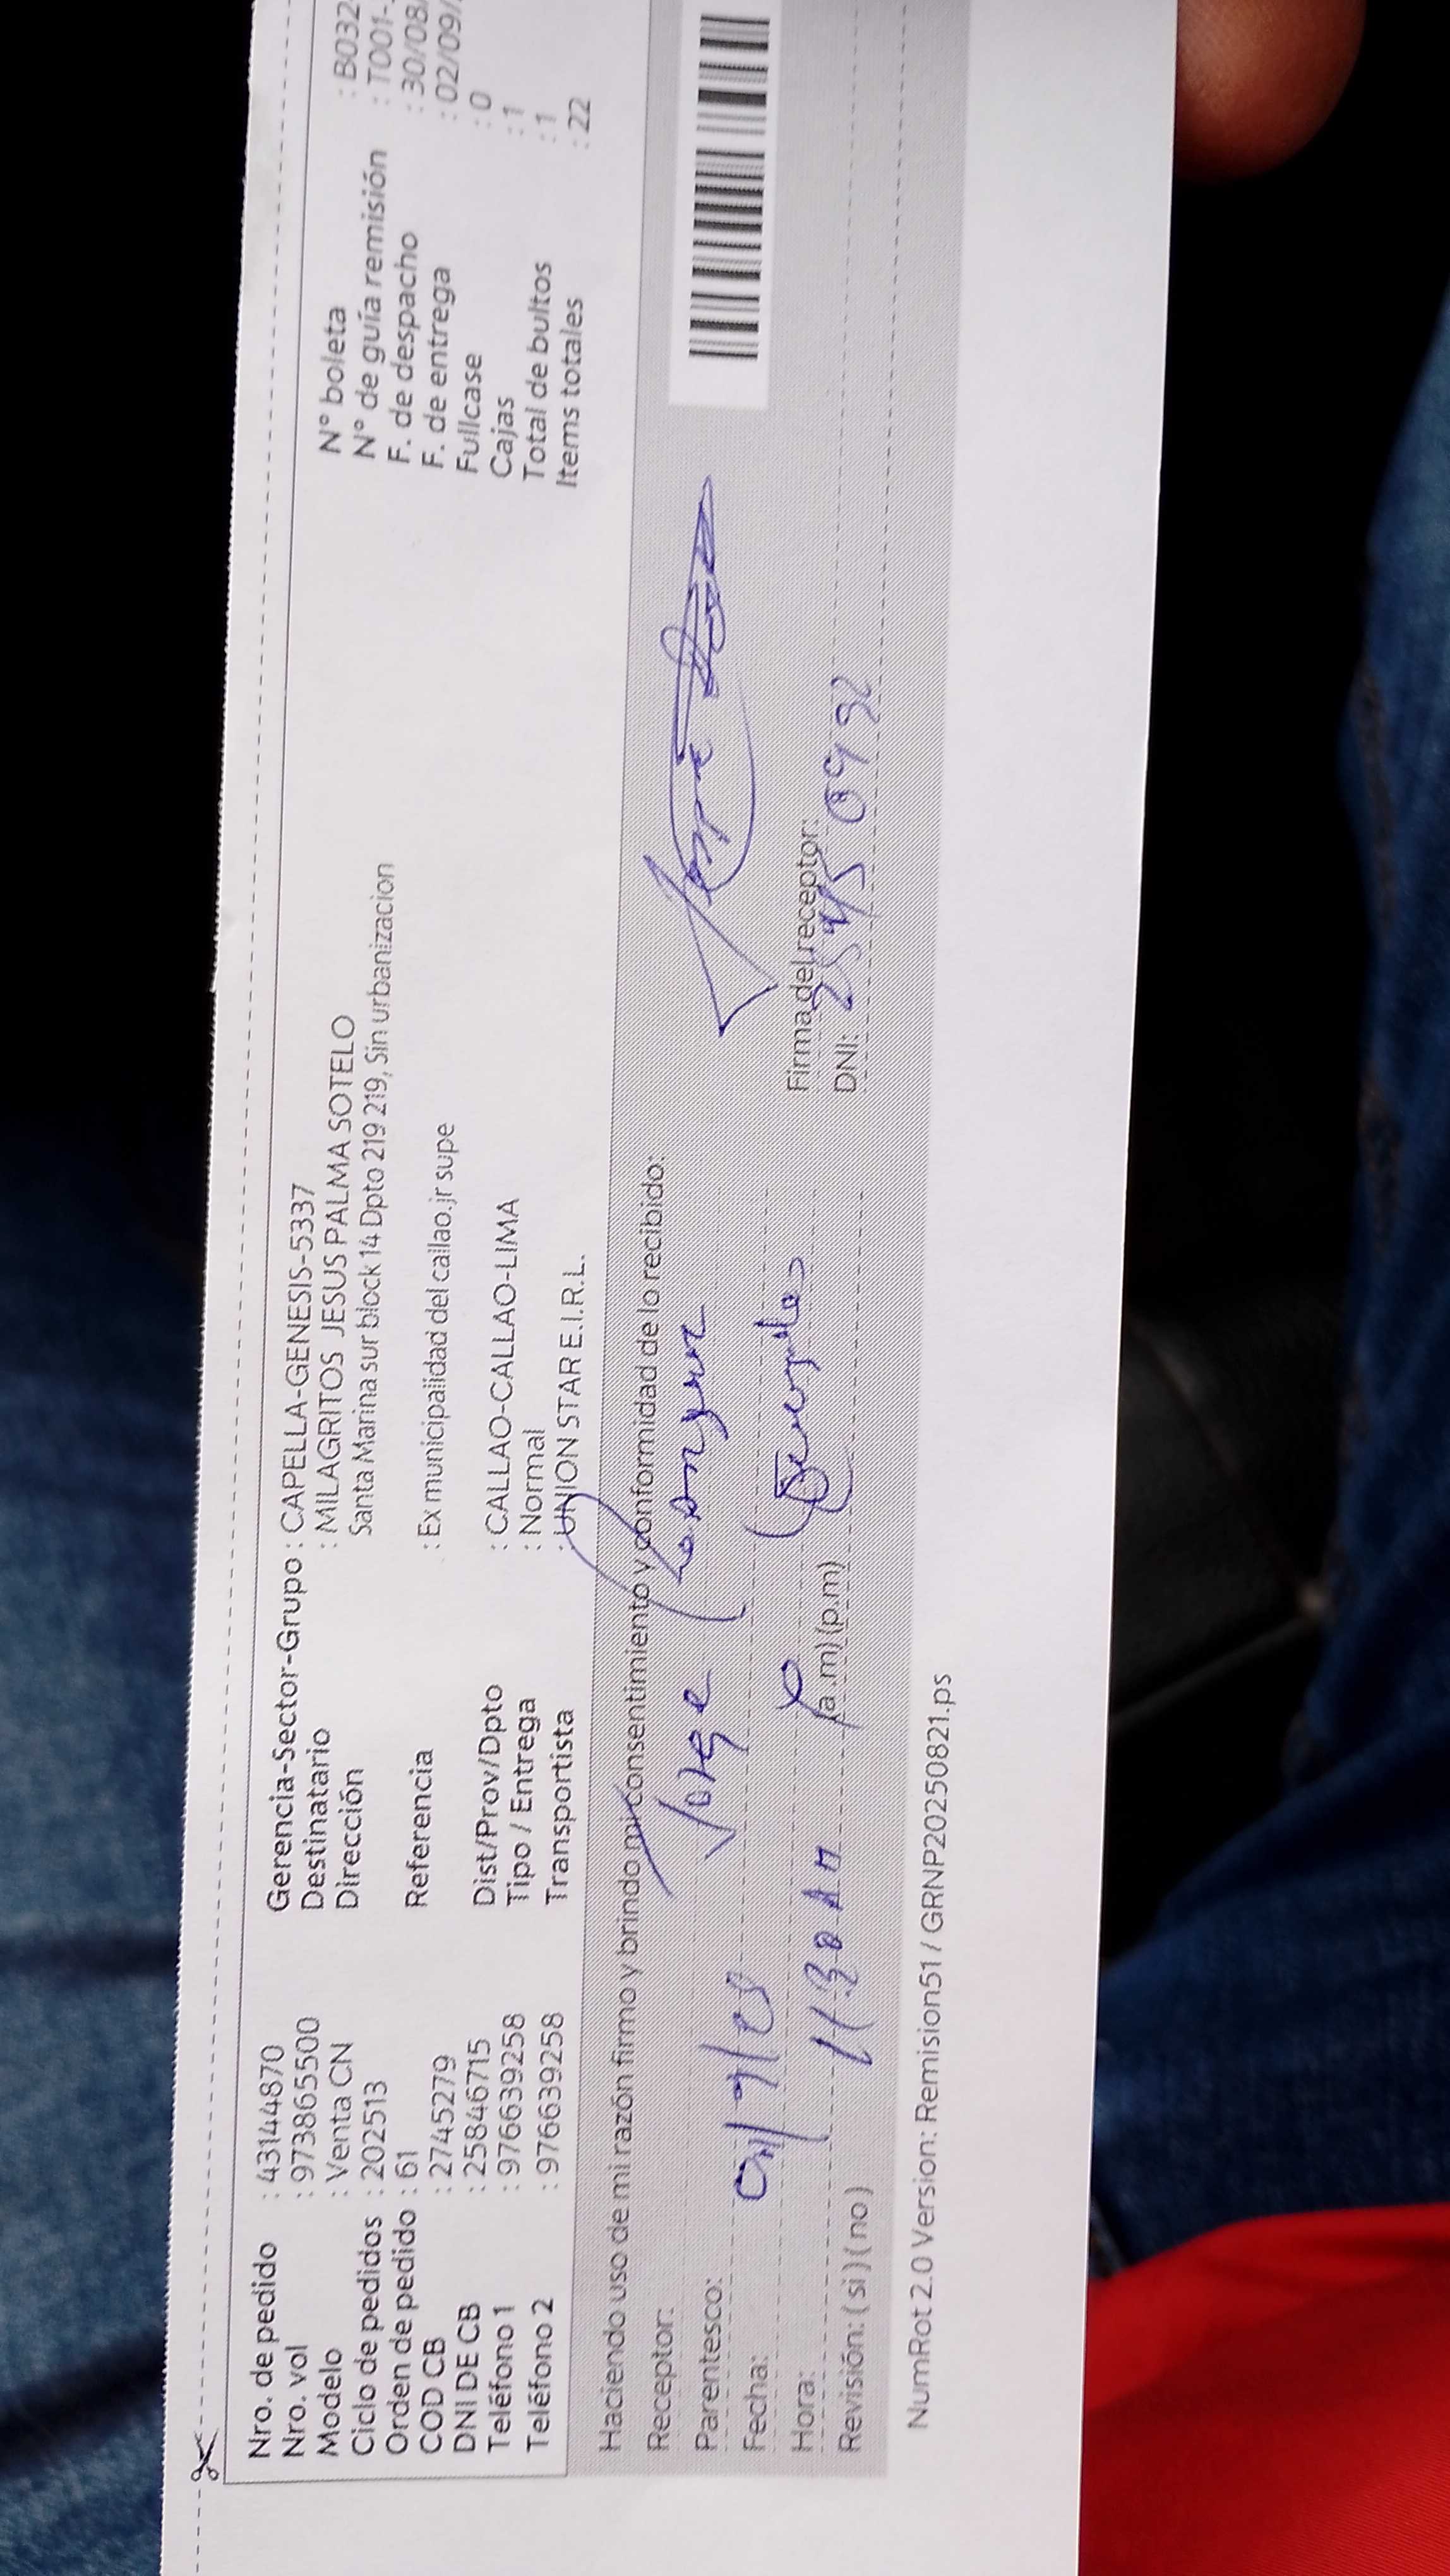 Nro. de pedido : 43144870
Nro. vol : 973865500
Modelo : Venta CN
Ciclo de pedidos : 202513
Orden de pedido : 61
COD CB : 2745279
DNI DE CB : 25846715
Teléfono 1 : 976639258
Teléfono 2 : 976639258
Gerencia-Sector-Grupo : CAPELLA-GENESIS-5337
Destinatario : MILAGRITOS JESUS PALMA SOTELO
Dirección Santa Marina sur block 14 Dpto 219 219, Sin urbanizacion
Referencia : Ex municipalidad del callao.jr supe
Dist/Prov/Dpto : CALLAO-CALLAO-LIMA
Tipo / Entrega : Normal
Transportista : UNION STAR E.I.R.L.
N° boleta : B032
N° de guía remisión : T001-
F. de despacho : 30/08/
F. de entrega : 02/09/
Fullcase : 0
Cajas : 1
Total de bultos : 1
Items totales : 22
Haciendo uso de mi razón firmo y brindo mi consentimiento y conformidad de lo recibido:
Receptor: Jorge
Parentesco:
Fecha:
Hora: 11:30 AM (a.m) (p.m)
Revisión: ( si ) ( no )
Firma del receptor:
DNI:
NumRot 2.0 Version: Remision51 / GRNP20250821.ps